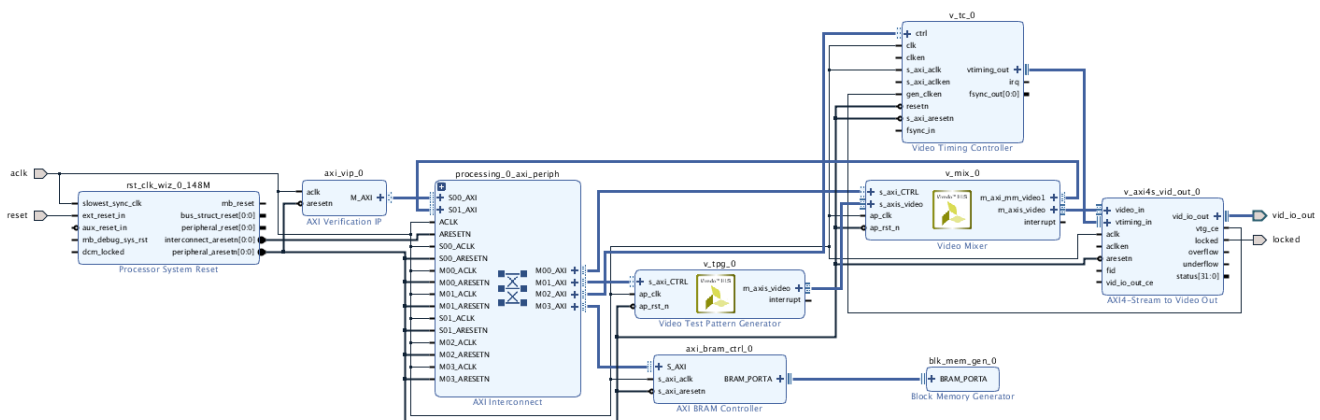 v_tc_0
ctrl
clk
clken
s_axi_aclk
s_axi_aclken
gen_clken
resetn
s_axi_aresetn
fsync_in
vtiming_out
irq
fsync_out[0:0]
Video Timing Controller
aclk
reset
rst_clk_wiz_0_148M
slowest_sync_clk
ext_reset_in
aux_reset_in
mb_debug_sys_rst
dcm_locked
mb_reset
bus_struct_reset[0:0]
peripheral_reset[0:0]
interconnect_aresetn[0:0]
peripheral_aresetn[0:0]
Processor System Reset
axi_vip_0
aclk
aresetn
M_AXI
AXI Verification IP
processing_0_axi_periph
S00_AXI
S01_AXI
ACLK
ARESETN
S00_ACLK
S00_ARESETN
M00_ACLK
M00_ARESETN
M01_ACLK
M01_ARESETN
S01_ACLK
S01_ARESETN
M02_ACLK
M02_ARESETN
M03_ACLK
M03_ARESETN
M00_AXI
M01_AXI
M02_AXI
M03_AXI
AXI Interconnect
v_mix_0
s_axi_CTRL
s_axis_video
ap_clk
ap_rst_n
m_axi_mm_video1
m_axis_video
interrupt
Video Mixer
v_tpg_0
s_axi_CTRL
ap_clk
ap_rst_n
m_axis_video
interrupt
Video Test Pattern Generator
axi_bram_ctrl_0
S_AXI
s_axi_aclk
s_axi_aresetn
BRAM_PORTA
AXI BRAM Controller
blk_mem_gen_0
BRAM_PORTA
Block Memory Generator
v_axi4s_vid_out_0
video_in
vtiming_in
aclk
aclken
aresetn
fid
vid_io_out_ce
vid_io_out
vtg_ce
locked
overflow
underflow
status[31:0]
AXI4-Stream to Video Out
vid_io_out
locked